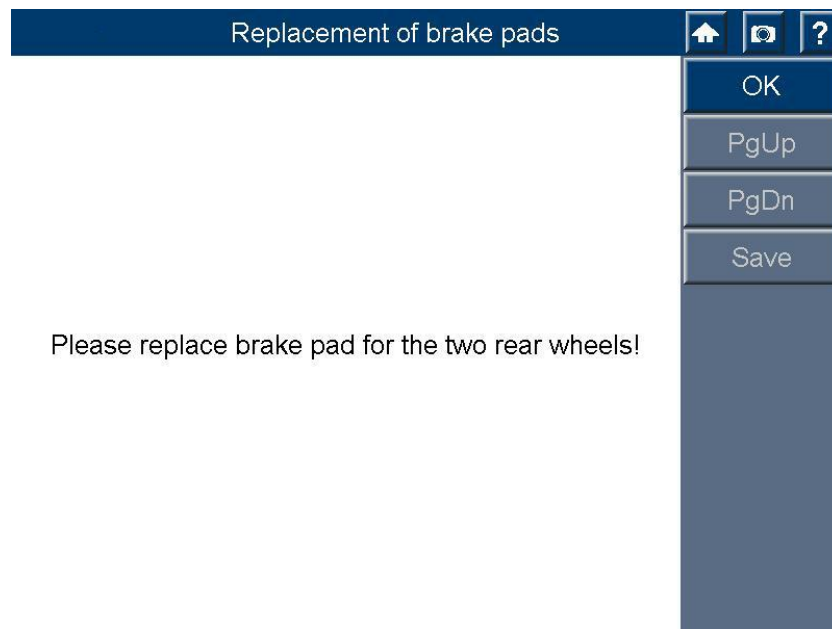 Replacement of brake pads
?
OK
PgUp
PgDn
Save
Please replace brake pad for the two rear wheels!